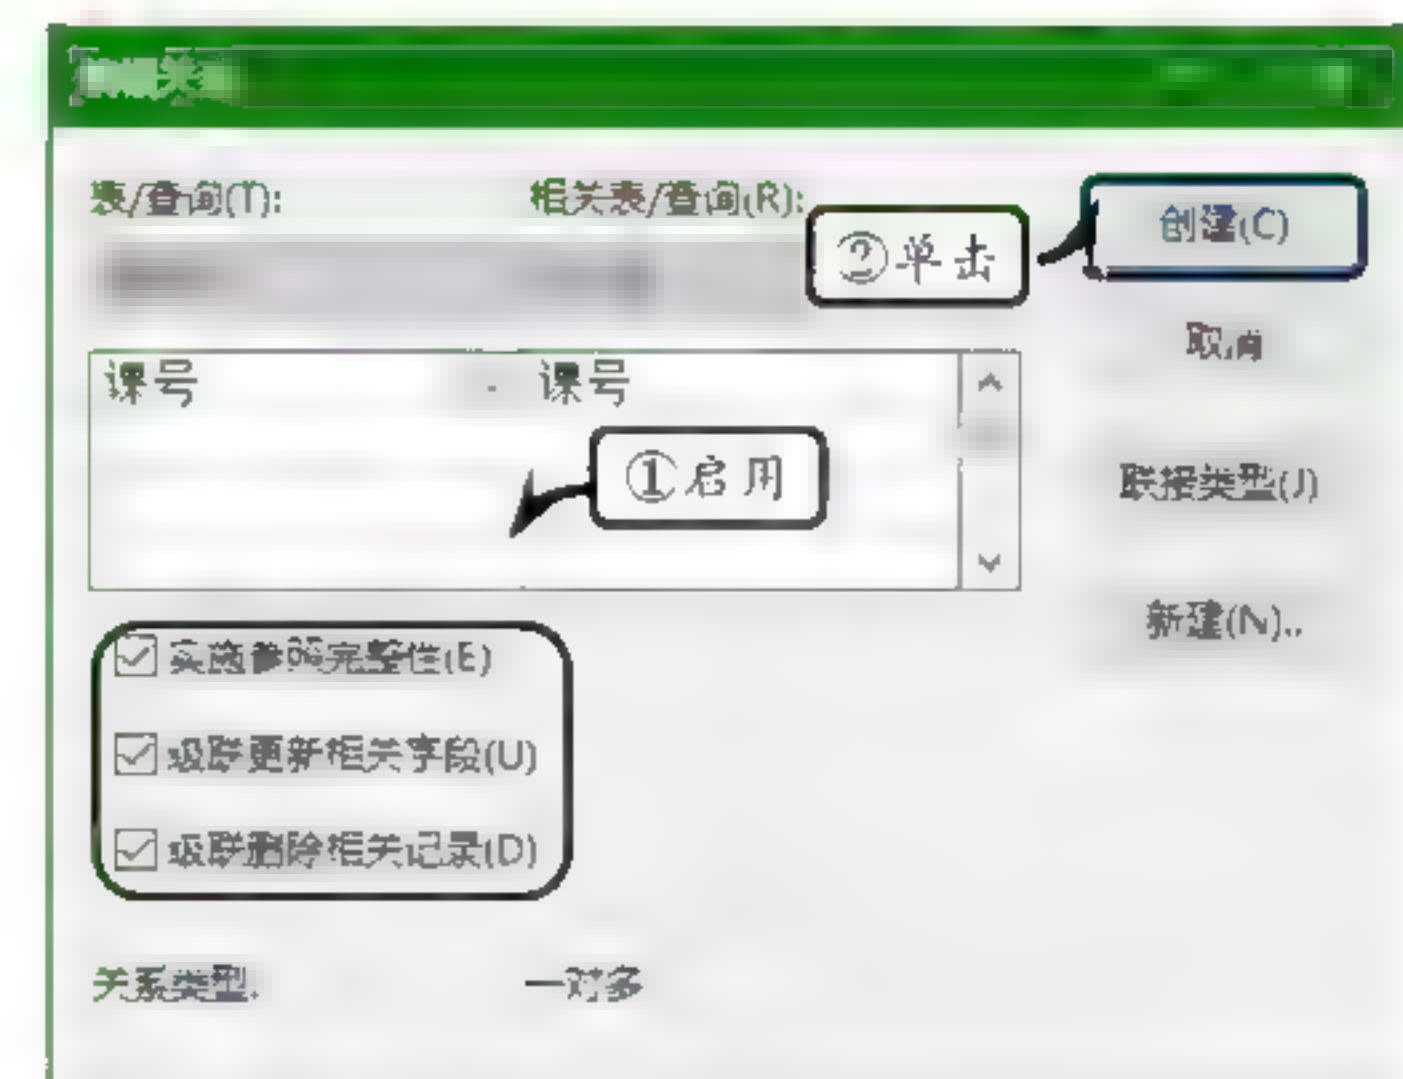 表/查询(T): 相关表/查询(R):
②单击
创建(C)
取消
课号 课号
①启用
联接类型(J)
新建(N)..
实施参照完整性(E)
级联更新相关字段(U)
级联删除相关记录(D)
关系类型: 一对多